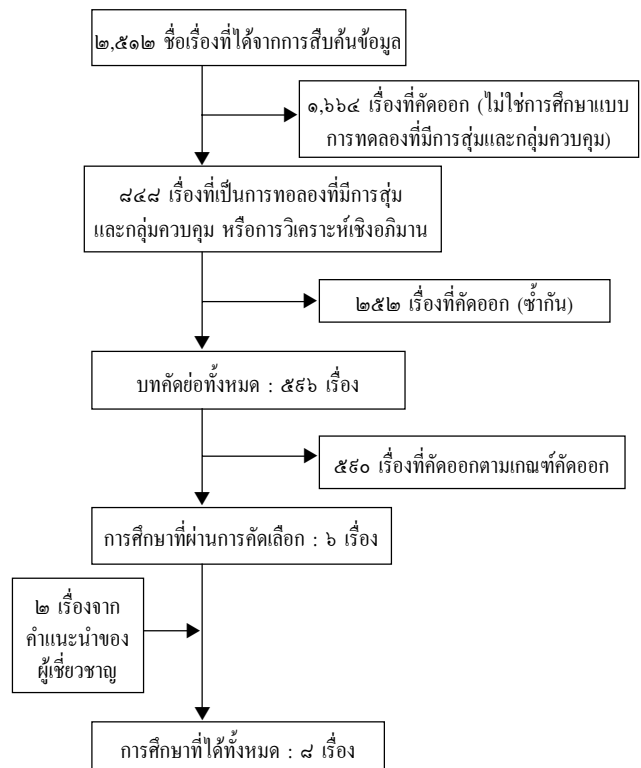 ๒,๕๑๒ ชื่อเรื่องที่ได้จากการสืบค้นข้อมูล
๑,๖๖๔ เรื่องที่คัดออก (ไม่ใช่การศึกษาแบบ
การทดลองที่มีการสุ่มและกลุ่มควบคุม)
๘๔๘ เรื่องที่เป็นการทอลองที่มีการสุ่ม
และกลุ่มควบคุม หรือการวิเคราะห์เชิงอภิมาน
๒๕๒ เรื่องที่คัดออก (ซ้ำกัน)
บทคัดย่อทั้งหมด : ๕๙๖ เรื่อง
๕๙๐ เรื่องที่คัดออกตามเกณฑ์คัดออก
การศึกษาที่ผ่านการคัดเลือก : ๖ เรื่อง
๒ เรื่องจาก
คำแนะนำของ
ผู้เชี่ยวชาญ
การศึกษาที่ได้ทั้งหมด : ๘ เรื่อง